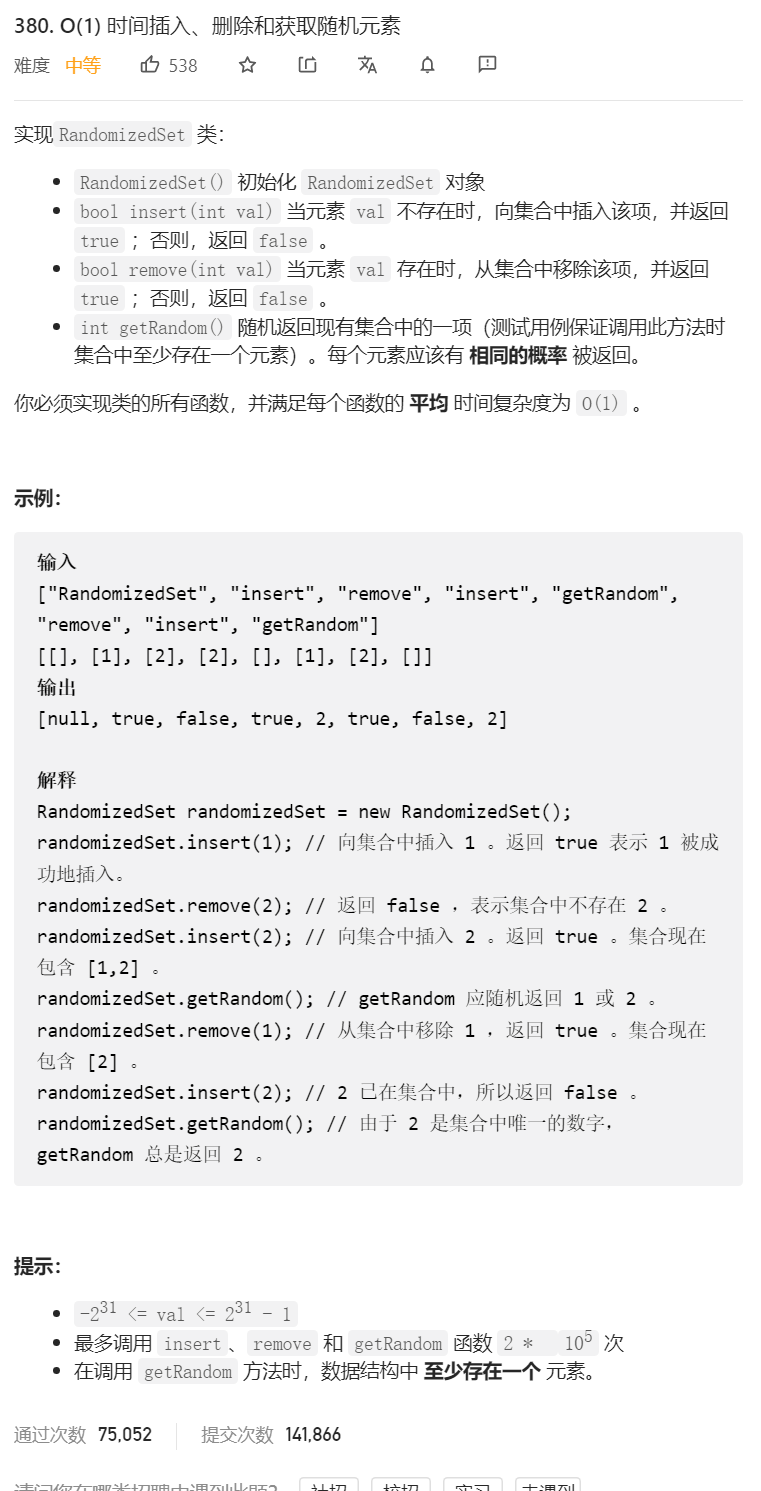 380. O(1) 时间插入、删除和获取随机元素
难度 中等 538
实现 RandomizedSet 类：
RandomizedSet() 初始化 RandomizedSet 对象
bool insert(int val) 当元素 val 不存在时，向集合中插入该项，并返回
true ；否则，返回 false 。
bool remove(int val) 当元素 val 存在时，从集合中移除该项，并返回
true ；否则，返回 false 。
int getRandom() 随机返回现有集合中的一项（测试用例保证调用此方法时
集合中至少存在一个元素）。每个元素应该有 相同的概率 被返回。
你必须实现类的所有函数，并满足每个函数的 平均 时间复杂度为 O(1) 。
示例：
输入
["RandomizedSet", "insert", "remove", "insert", "getRandom",
"remove", "insert", "getRandom"]
[[], [1], [2], [2], [], [1], [2], []]
输出
[null, true, false, true, 2, true, false, 2]
解释
RandomizedSet randomizedSet = new RandomizedSet();
randomizedSet.insert(1); // 向集合中插入 1 。返回 true 表示 1 被成
功地插入。
randomizedSet.remove(2); // 返回 false ，表示集合中不存在 2 。
randomizedSet.insert(2); // 向集合中插入 2 。返回 true 。集合现在
包含 [1,2] 。
randomizedSet.getRandom(); // getRandom 应随机返回 1 或 2 。
randomizedSet.remove(1); // 从集合中移除 1 ，返回 true 。集合现在
包含 [2] 。
randomizedSet.insert(2); // 2 已在集合中，所以返回 false 。
randomizedSet.getRandom(); // 由于 2 是集合中唯一的数字，
getRandom 总是返回 2 。
提示：
-2^31 <= val <= 2^31 - 1
最多调用 insert、remove 和 getRandom 函数 2 * 10^5 次
在调用 getRandom 方法时，数据结构中 至少存在一个 元素。
通过次数 75,052 提交次数 141,866